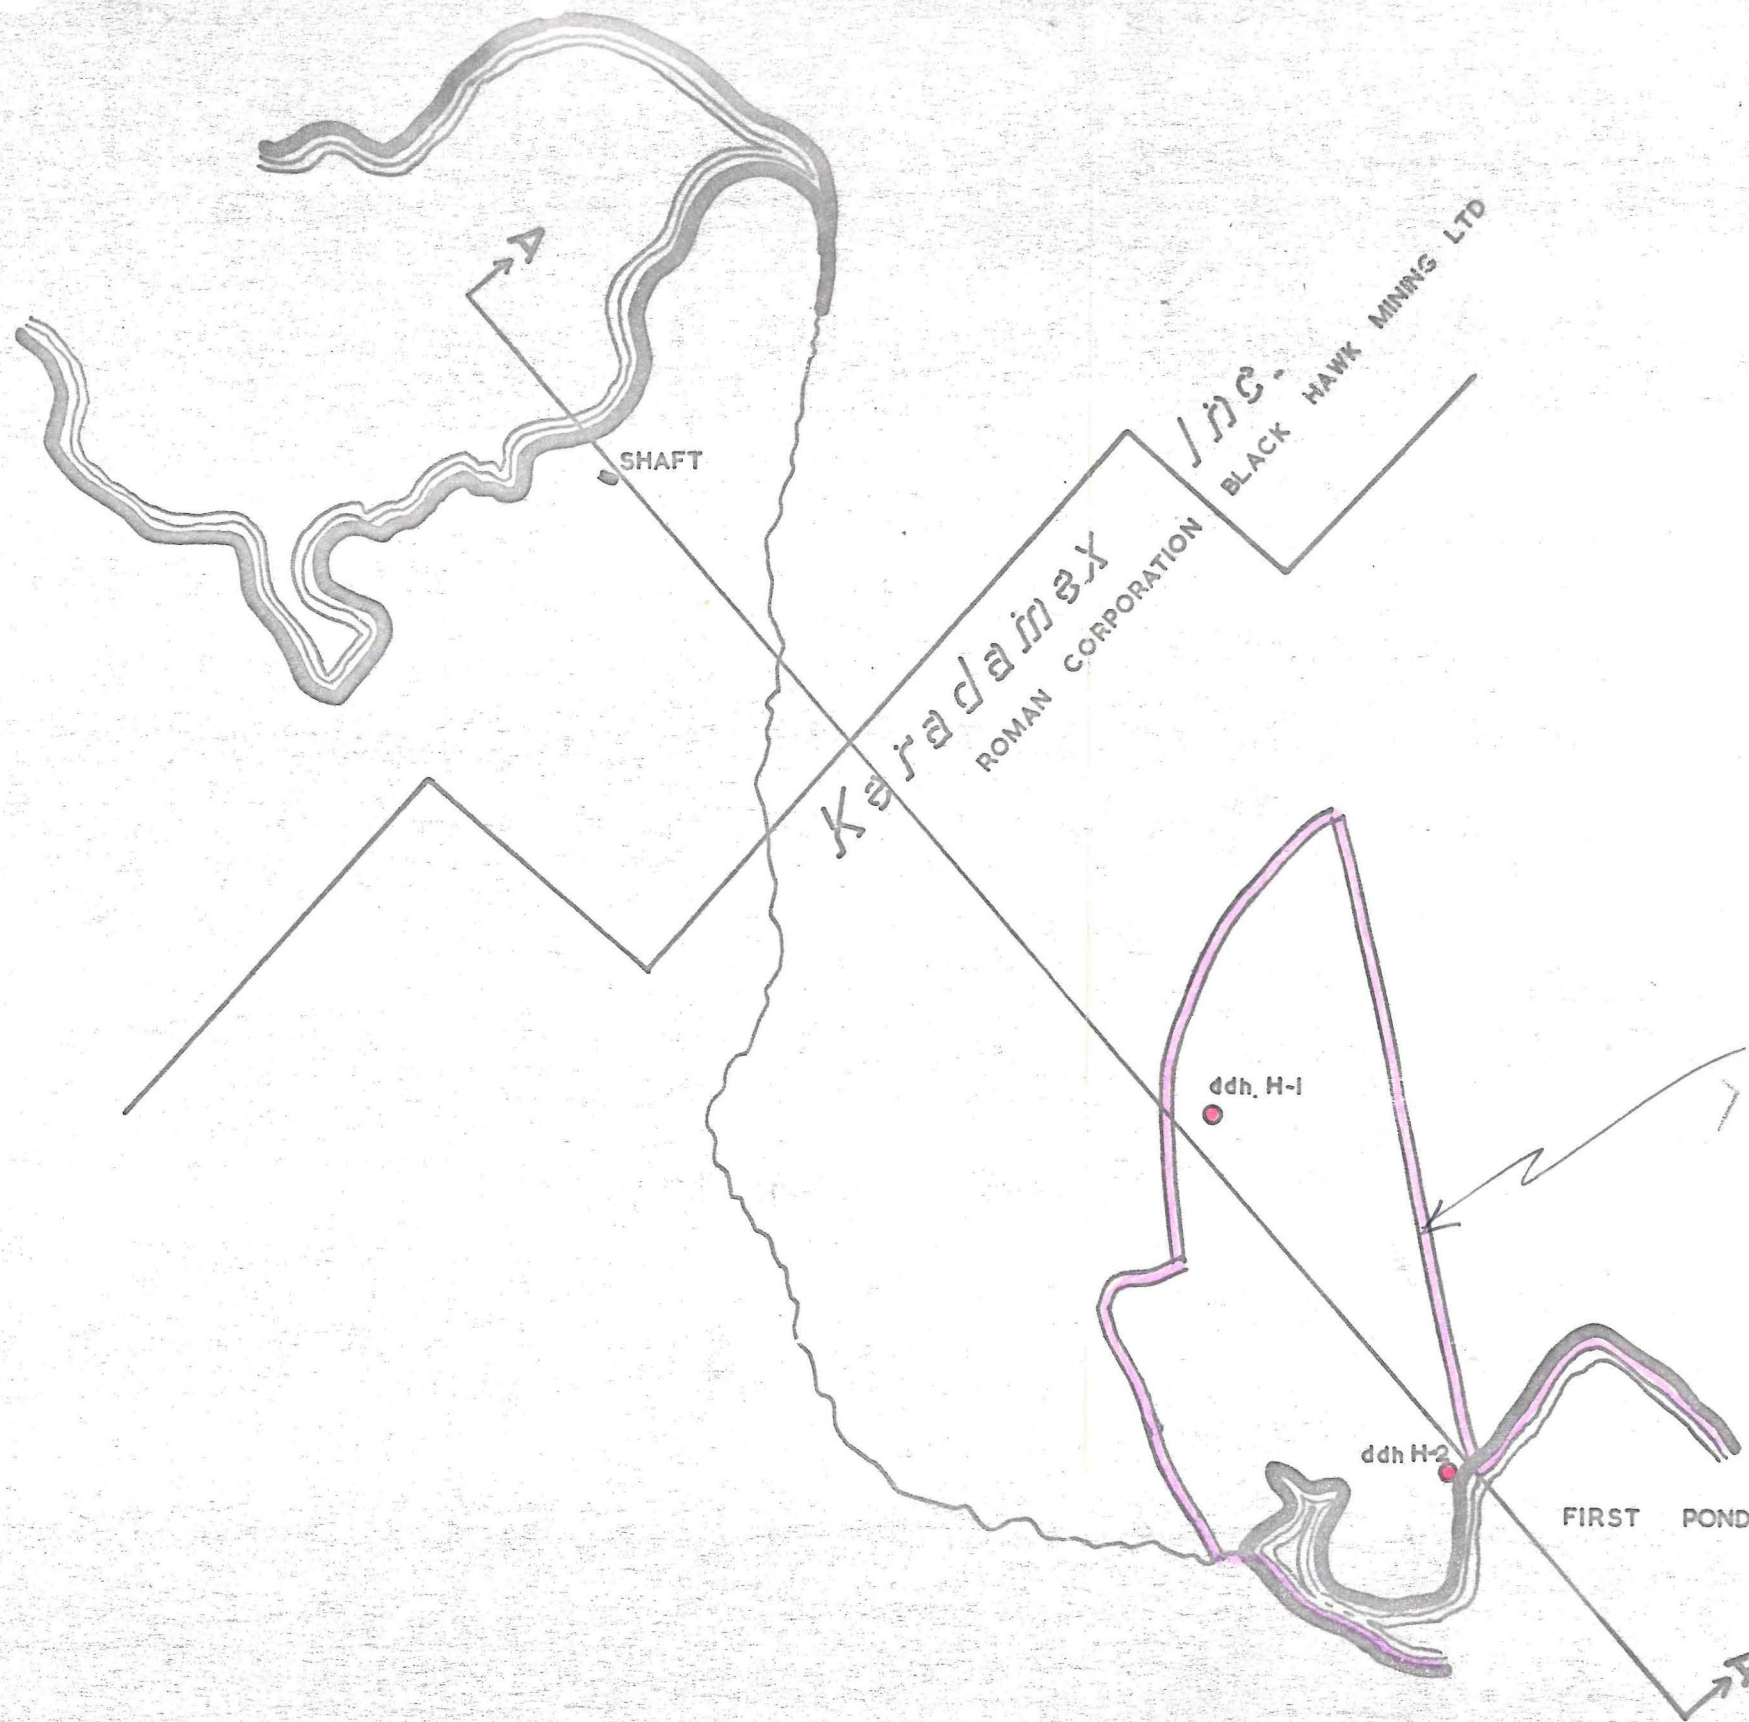 A
SHAFT
Karadamex Inc.
ROMAN CORPORATION
BLACK HAWK MINING LTD
ddh. H-1
ddh H-2
FIRST POND
A